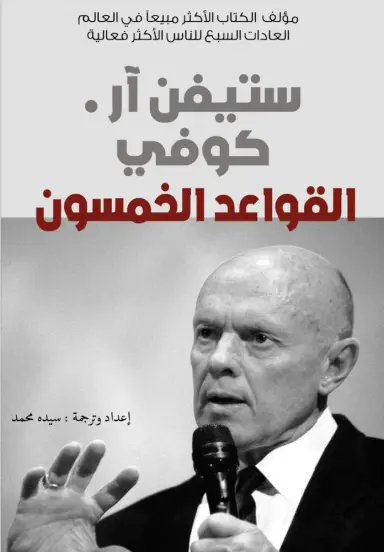 مؤلف الكتاب الأكثر مبيعاً في العالم
العادات السبع للناس الأكثر فعالية
ستيفن آر .
كوفي
القواعد الخمسون
إعداد وترجمة : سيده محمد